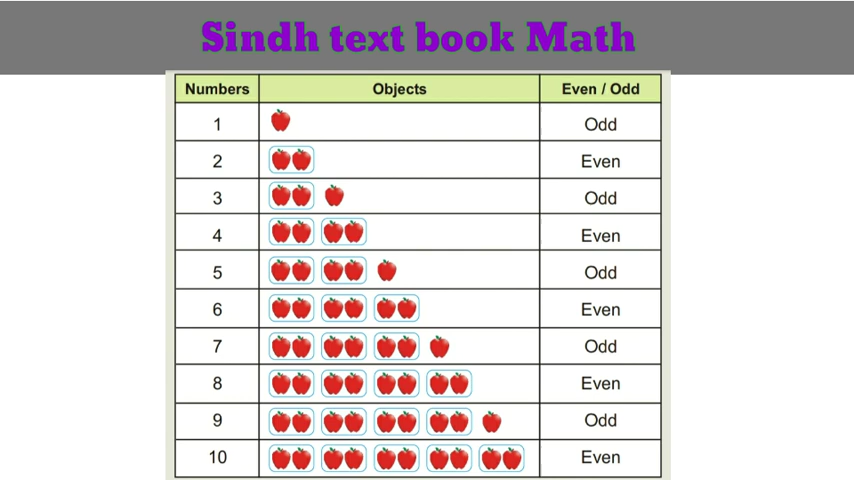 Sindh text book Math
Numbers Objects Even / Odd
1 Odd
2 Even
3 Odd
4 Even
5 Odd
6 Even
7 Odd
8 Even
9 Odd
10 Even